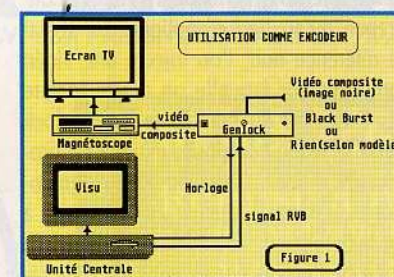 UTILISATION COMME ENCODEUR
Ecran TV
Vidéo composite
(image noire)
ou
Black Burst
ou
Rien(selon modèle
vidéo
composite
Genlock
Magnétoscope
Visu
Horloge
signal RVB
Unité Centrale
Figure 1